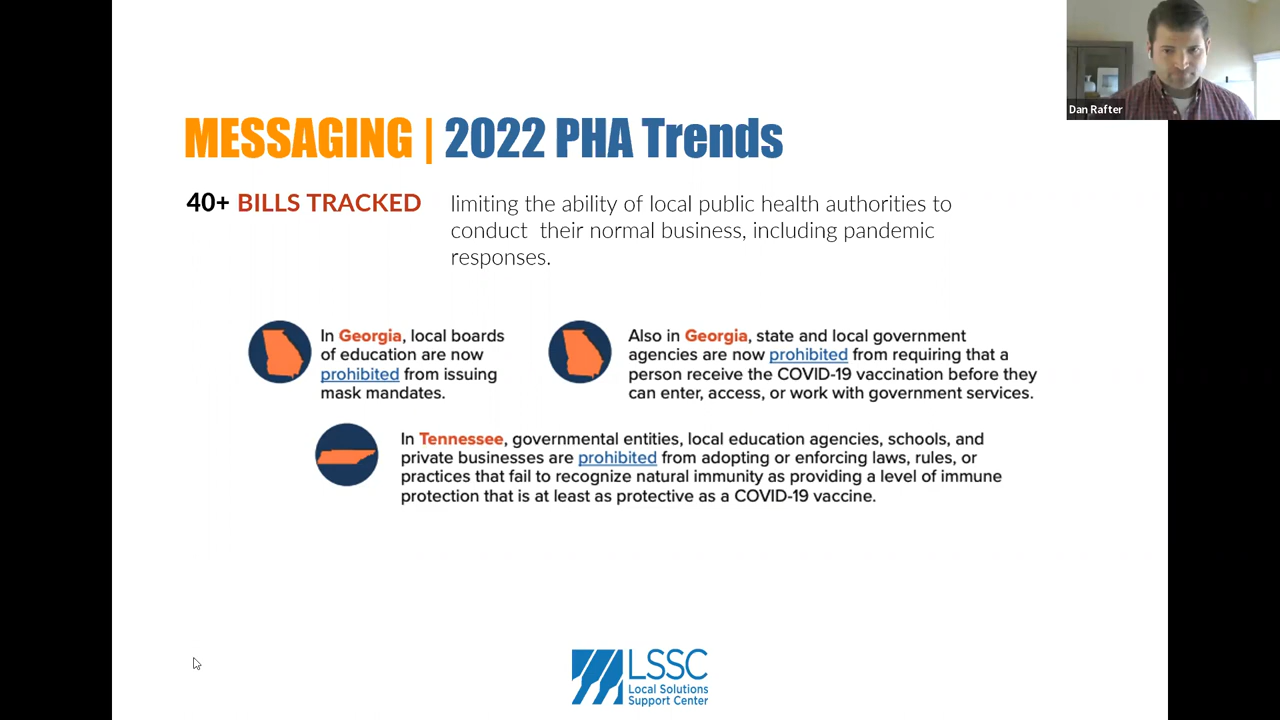 Dan Rafter
MESSAGING | 2022 PHA Trends
40+ BILLS TRACKED
limiting the ability of local public health authorities to
conduct their normal business, including pandemic
responses.
In Georgia, local boards
of education are now
prohibited from issuing
mask mandates.
Also in Georgia, state and local government
agencies are now prohibited from requiring that a
person receive the COVID-19 vaccination before they
can enter, access, or work with government services.
In Tennessee, governmental entities, local education agencies, schools, and
private businesses are prohibited from adopting or enforcing laws, rules, or
practices that fail to recognize natural immunity as providing a level of immune
protection that is at least as protective as a COVID-19 vaccine.
LSSC
Local Solutions
Support Center